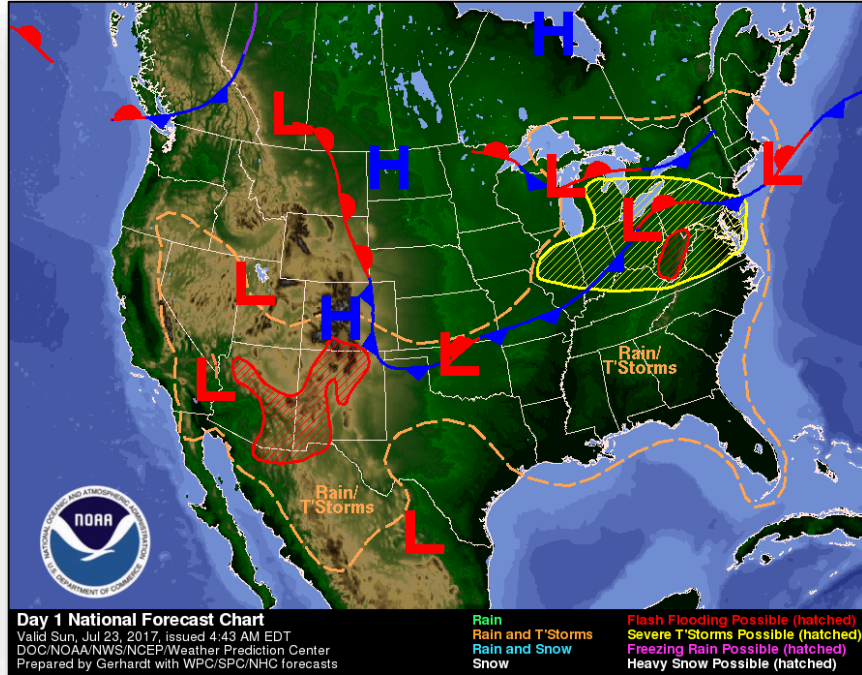 H
L
H
L
L
L
Rain/
T'Storms
L
H
L
L
Rain/
T'Storms
L
NATIONAL OCEANIC AND ATMOSPHERIC ADMINISTRATION
NOAA
U.S. DEPARTMENT OF COMMERCE
Day 1 National Forecast Chart
Valid Sun, Jul 23, 2017, issued 4:43 AM EDT
DOC/NOAA/NWS/NCEP/Weather Prediction Center
Prepared by Gerhardt with WPC/SPC/NHC forecasts
Rain
Rain and T'Storms
Rain and Snow
Snow
Flash Flooding Possible (hatched)
Severe T'Storms Possible (hatched)
Freezing Rain Possible (hatched)
Heavy Snow Possible (hatched)